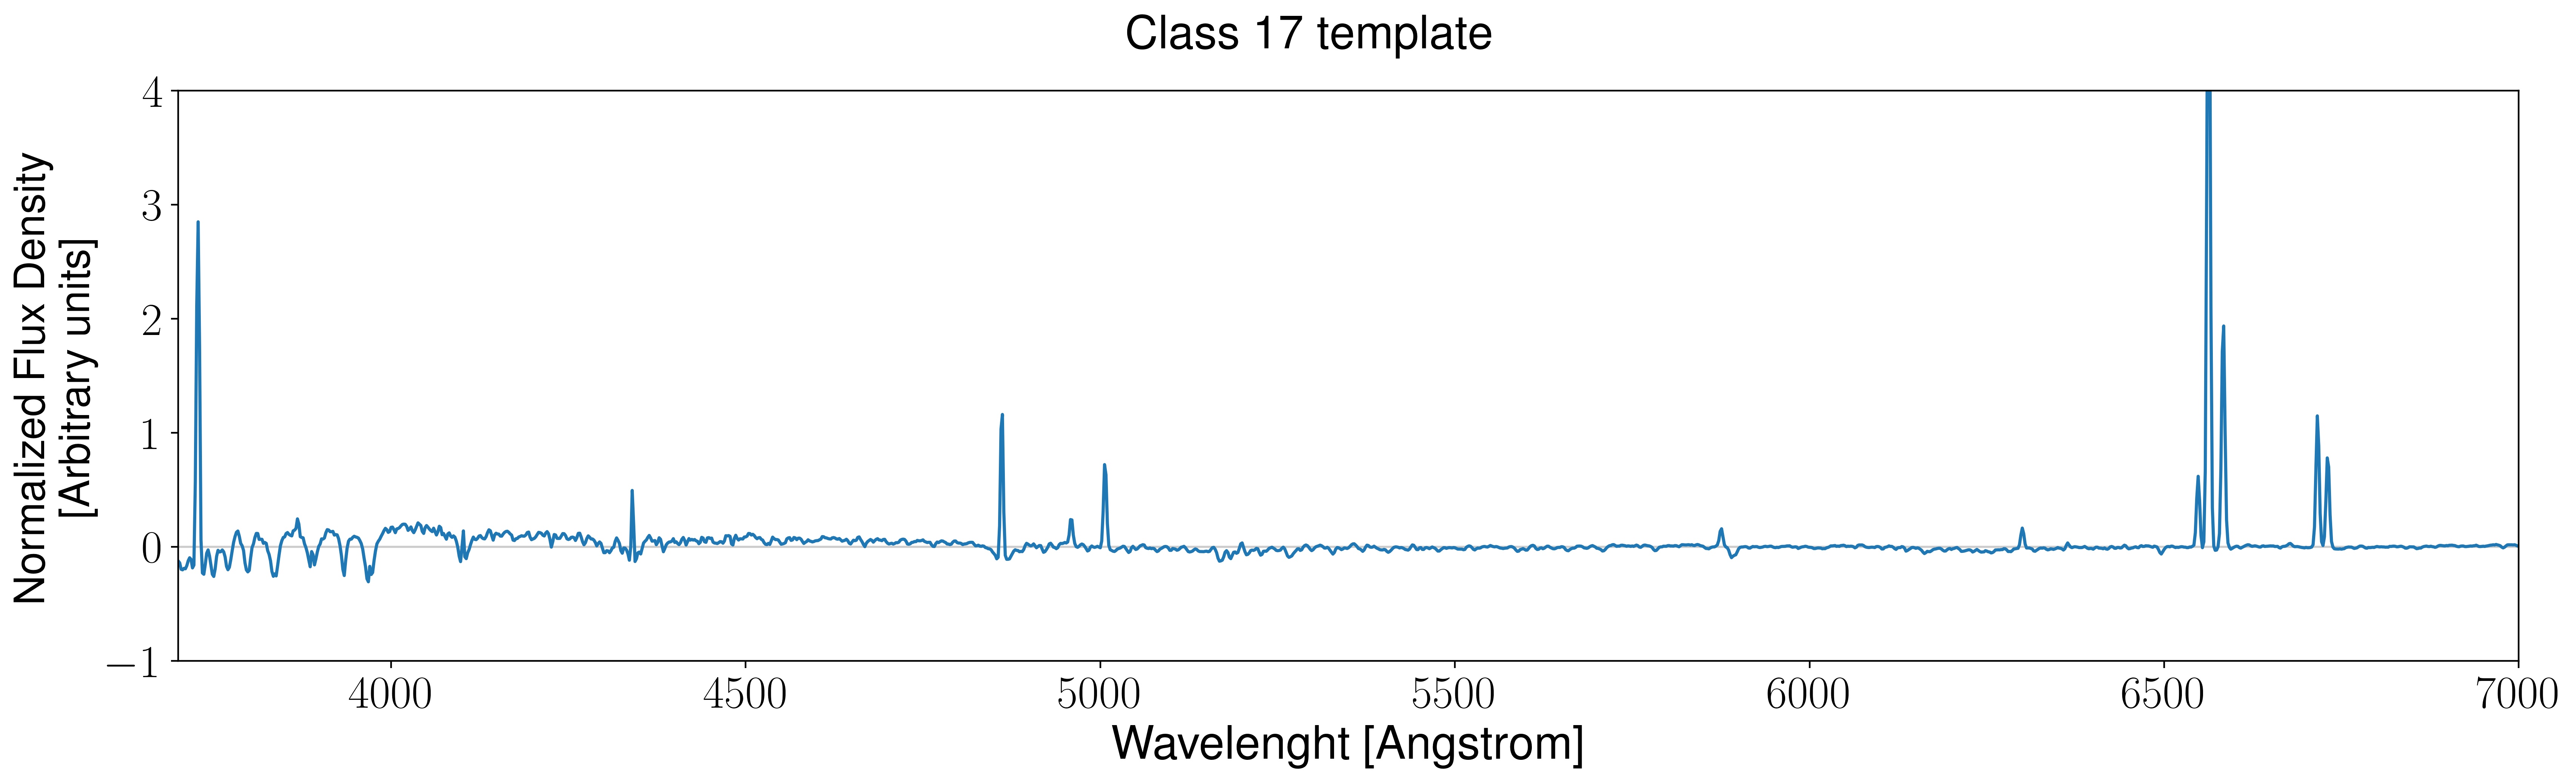 Class 17 template
Normalized Flux Density
[Arbitrary units]
4
3
2
1
0
−1
4000 4500 5000 5500 6000 6500 7000
Wavelenght [Angstrom]